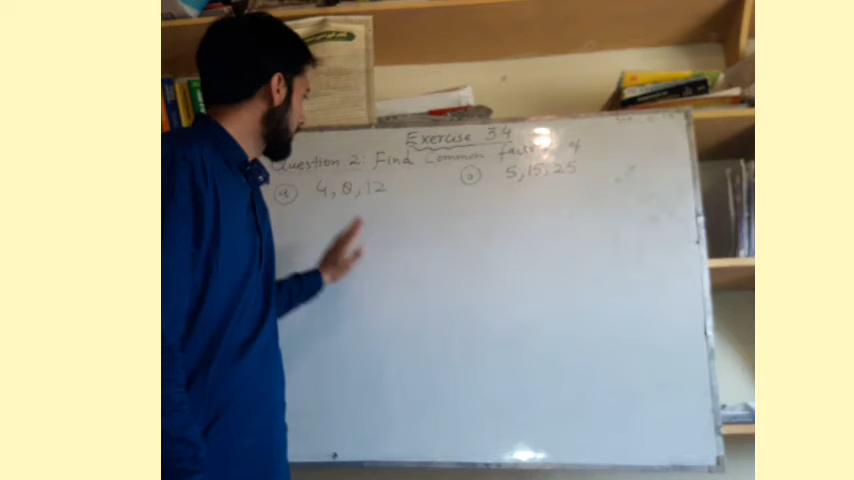 Exercise 3.4
Question 2: Find Common factors of
(a) 4, 8, 12
5, 15, 25